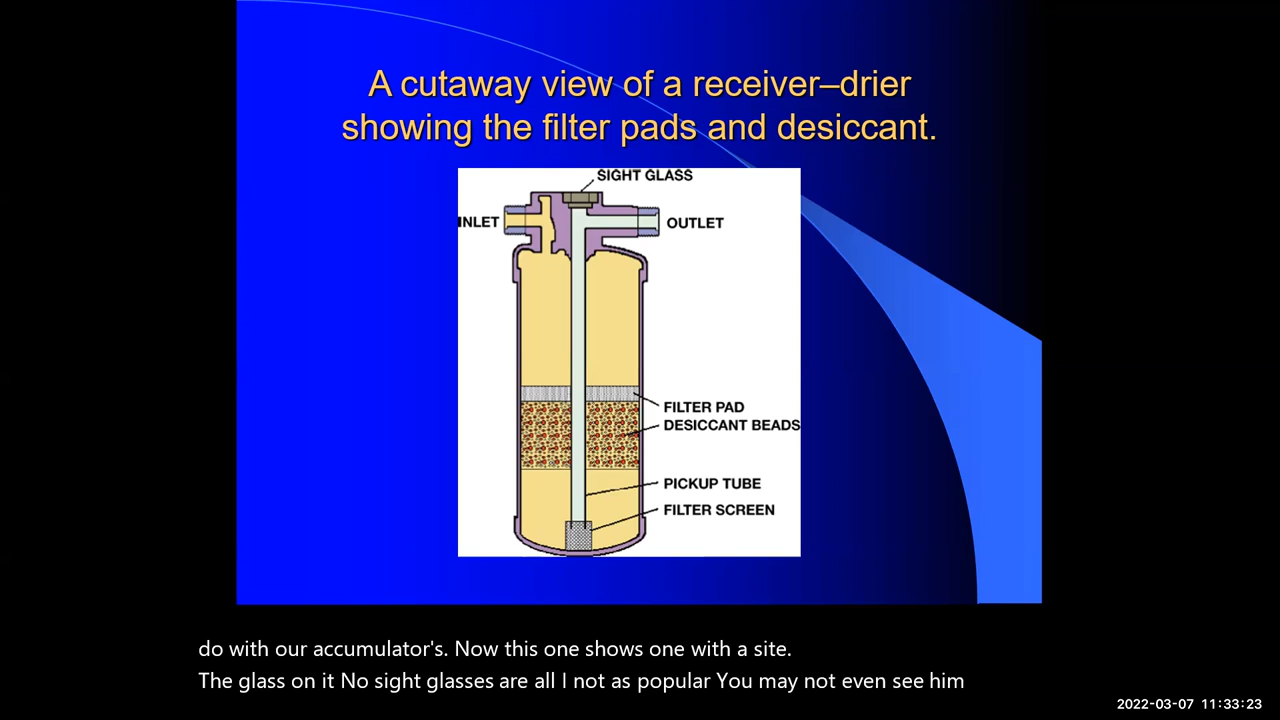 A cutaway view of a receiver–drier
showing the filter pads and desiccant.
SIGHT GLASS
INLET
OUTLET
FILTER PAD
DESICCANT BEADS
PICKUP TUBE
FILTER SCREEN
do with our accumulator's. Now this one shows one with a site.
The glass on it No sight glasses are all I not as popular You may not even see him
2022-03-07 11:33:23